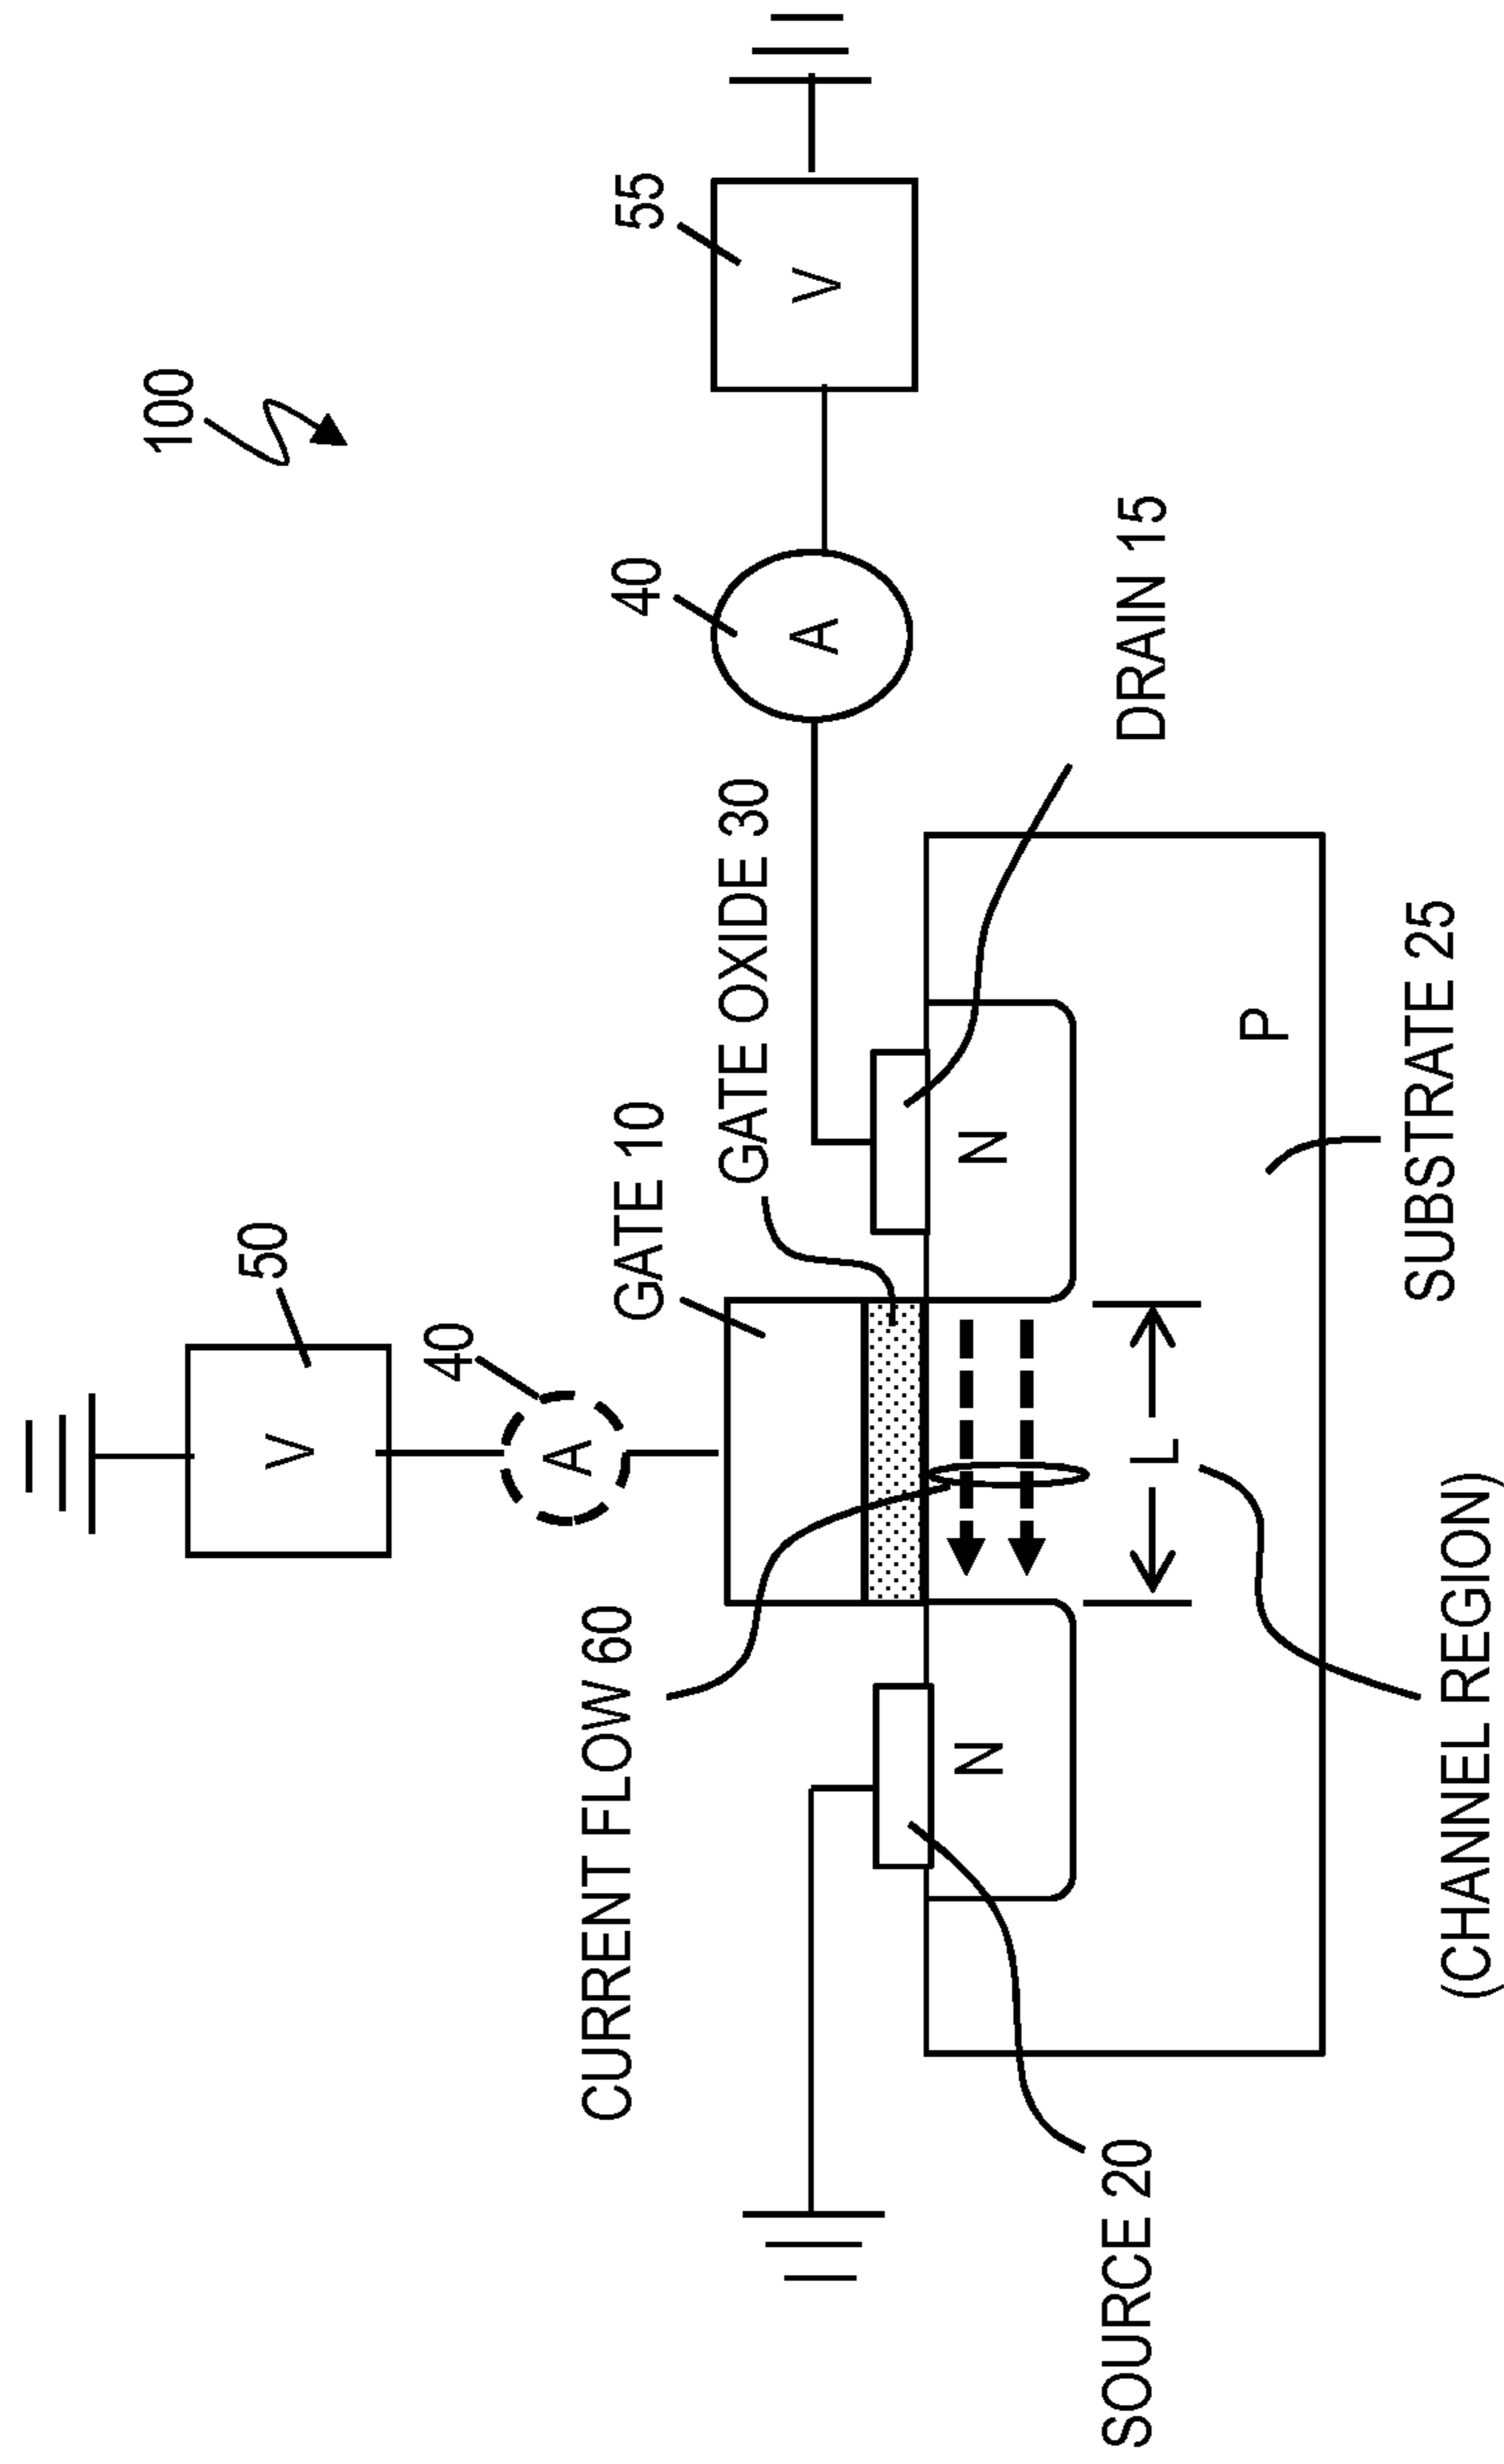 100
50
V
40
A
GATE 10
GATE OXIDE 30
CURRENT FLOW 60
40
A
55
V
DRAIN 15
N
N
P
L
SOURCE 20
(CHANNEL REGION)
SUBSTRATE 25